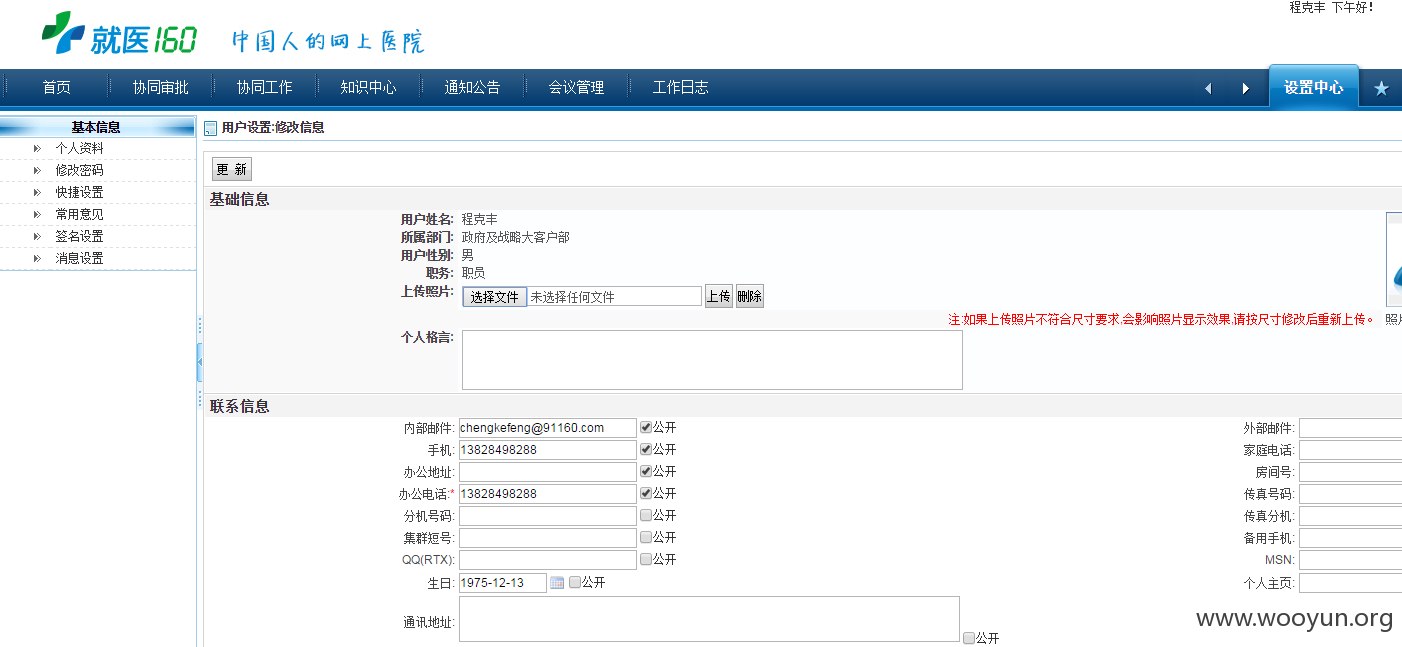 程克丰 下午好!
就医160 中国人的网上医院
首页 协同审批 协同工作 知识中心 通知公告 会议管理 工作日志 设置中心
基本信息
个人资料
修改密码
快捷设置
常用意见
签名设置
消息设置
用户设置:修改信息
更 新
基础信息
用户姓名: 程克丰
所属部门: 政府及战略大客户部
用户性别: 男
职务: 职员
上传照片: 选择文件 未选择任何文件 上传 删除
注:如果上传照片不符合尺寸要求,会影响照片显示效果,请按尺寸修改后重新上传。 照片
个人格言:
联系信息
内部邮件: chengkefeng@91160.com 公开 外部邮件:
手机: 13828498288 公开 家庭电话:
办公地址: 公开 房间号:
办公电话:* 13828498288 公开 传真号码:
分机号码: 公开 传真分机:
集群短号: 公开 备用手机:
QQ(RTX): 公开 MSN:
生日: 1975-12-13 公开 个人主页:
通讯地址: 公开
www.wooyun.org